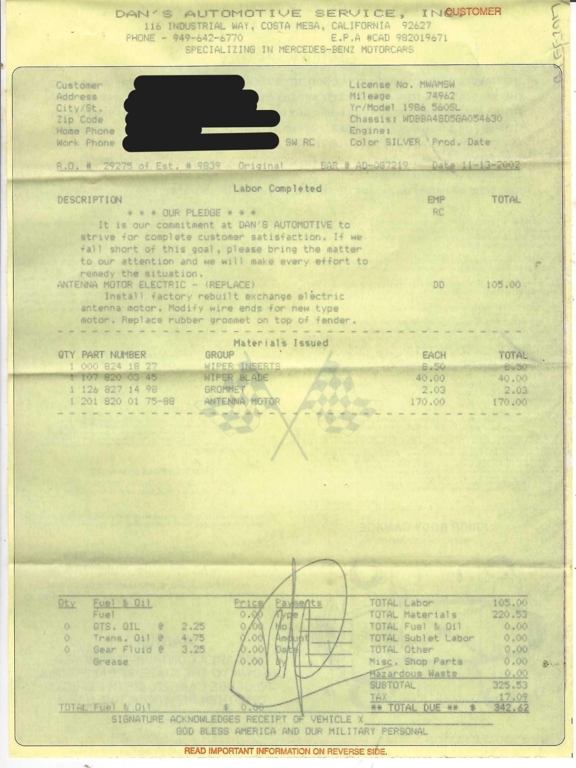 DAN'S AUTOMOTIVE SERVICE, INC
CUSTOMER
116 INDUSTRIAL WAY, COSTA MESA, CALIFORNIA 92627
PHONE - 949-642-6770 E.P.A #CAD 982019671
SPECIALIZING IN MERCEDES-BENZ MOTORCARS
Customer License No. MWAMSW
Address Mileage 74962
City/St. Yr/Model 1986 560SL
Zip Code Chassis: WDBBA48D5GA054630
Home Phone Engine:
Work Phone SW RC Color SILVER Prod. Date
R.O. # 29275 of Est. # 9839 Original BAR # AD-087219 Date 11-13-2002
Labor Completed
DESCRIPTION EMP TOTAL
* * * OUR PLEDGE * * * RC
It is our commitment at DAN'S AUTOMOTIVE to
strive for complete customer satisfaction. If we
fall short of this goal, please bring the matter
to our attention and we will make every effort to
remedy the situation.
ANTENNA MOTOR ELECTRIC - (REPLACE) DD 105.00
Install factory rebuilt exchange electric
antenna motor. Modify wire ends for new type
motor. Replace rubber grommet on top of fender.
Materials Issued
QTY PART NUMBER GROUP EACH TOTAL
1 000 824 18 27 WIPER INSERTS 8.50 8.50
1 107 820 03 45 WIPER BLADE 40.00 40.00
1 126 827 14 98 GROMMET 2.03 2.03
1 201 820 01 75-88 ANTENNA MOTOR 170.00 170.00
Qty Fuel & Oil Price Payments TOTAL Labor 105.00
Fuel 0.00 Type TOTAL Materials 220.53
0 QTS. OIL @ 2.25 0.00 No. TOTAL Fuel & Oil 0.00
0 Trans. Oil @ 4.75 0.00 Amount TOTAL Sublet Labor 0.00
0 Gear Fluid @ 3.25 0.00 Date TOTAL Other 0.00
Grease 0.00 By Misc. Shop Parts 0.00
Hazardous Waste 0.00
SUBTOTAL 325.53
TAX 17.09
TOTAL Fuel & Oil $ 0.00 ** TOTAL DUE ** $ 342.62
SIGNATURE ACKNOWLEDGES RECEIPT OF VEHICLE X
GOD BLESS AMERICA AND OUR MILITARY PERSONAL
READ IMPORTANT INFORMATION ON REVERSE SIDE.